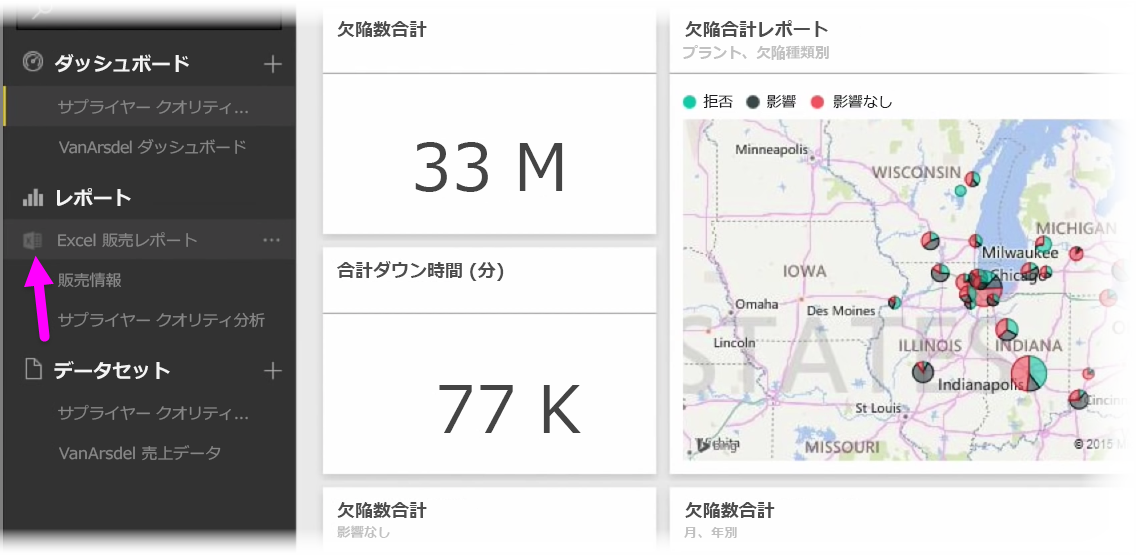 ダッシュボード
サプライヤー クオリティ...
VanArsdel ダッシュボード
レポート
Excel 販売レポート
販売情報
サプライヤー クオリティ分析
データセット
サプライヤー クオリティ...
VanArsdel 売上データ
欠陥数合計
33 M
合計ダウン時間 (分)
77 K
欠陥数合計
影響なし
欠陥合計レポート
プラント、欠陥種類別
拒否 影響 影響なし
Minneapolis
WISCONSIN
MICHIGAN
Milwaukee
Chicago
IOWA
Omaha
Des Moines
Lincoln
STATES
ILLINOIS
INDIANA
Indianapolis
St Louis
MISSOURI
Bing
© 2015
欠陥数合計
月、年別